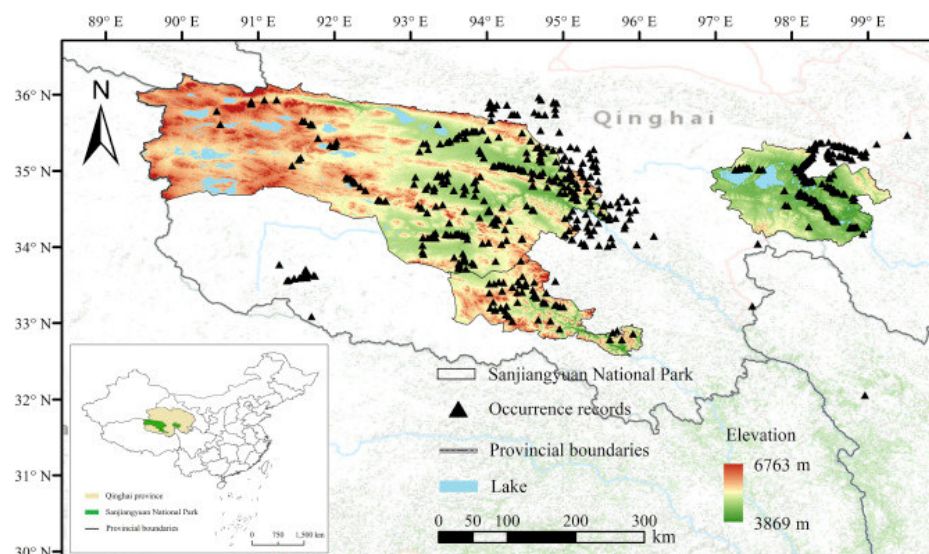 89° E 90° E 91° E 92° E 93° E 94° E 95° E 96° E 97° E 98° E 99° E
N
36° N
35° N
34° N
33° N
32° N
31° N
30° N
Qinghai
Sanjiangyuan National Park
Occurrence records
Provincial boundaries
Lake
0 50 100 200 300
km
Elevation
6763 m
3869 m
Qinghai province
Sanjiangyuan National Park
Provincial boundaries
0 750 1,500
km